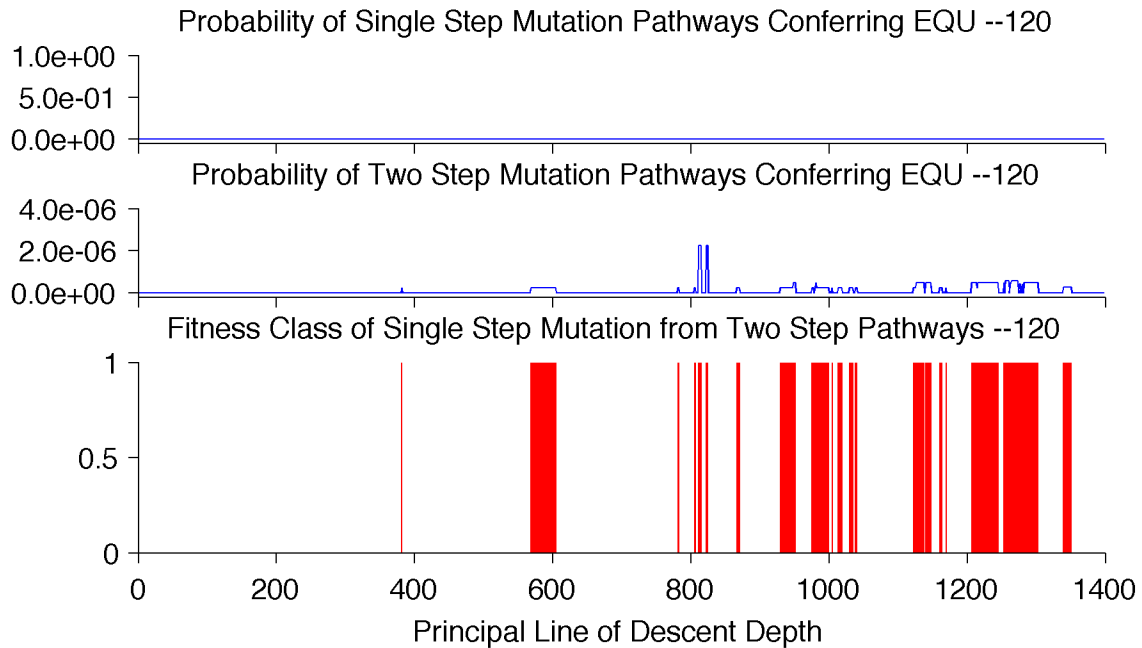 Probability of Single Step Mutation Pathways Conferring EQU --120
1.0e+00
5.0e-01
0.0e+00
Probability of Two Step Mutation Pathways Conferring EQU --120
4.0e-06
2.0e-06
0.0e+00
Fitness Class of Single Step Mutation from Two Step Pathways --120
1
0.5
0
0 200 400 600 800 1000 1200 1400
Principal Line of Descent Depth